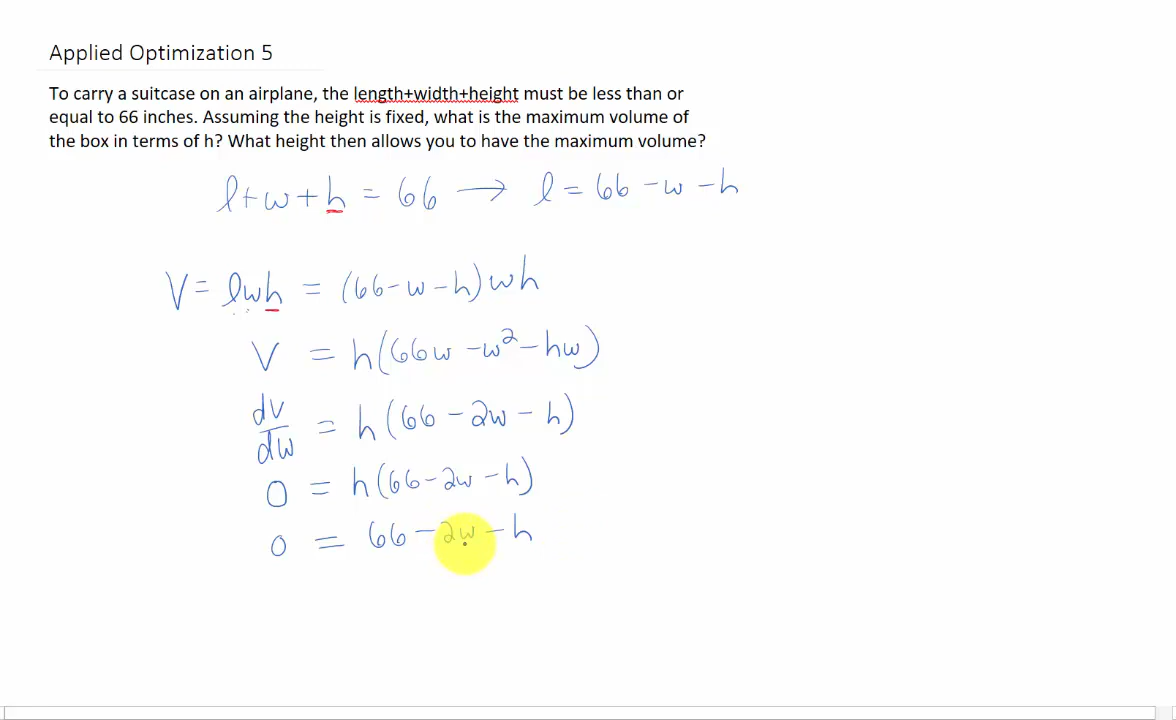 Applied Optimization 5
To carry a suitcase on an airplane, the length+width+height must be less than or
equal to 66 inches. Assuming the height is fixed, what is the maximum volume of
the box in terms of h? What height then allows you to have the maximum volume?
l + w + h = 66 → l = 66 - w - h
V = lwh = (66 - w - h) wh
V = h(66w - w² - hw)
dV/dw = h(66 - 2w - h)
0 = h(66 - 2w - h)
0 = 66 - 2w - h